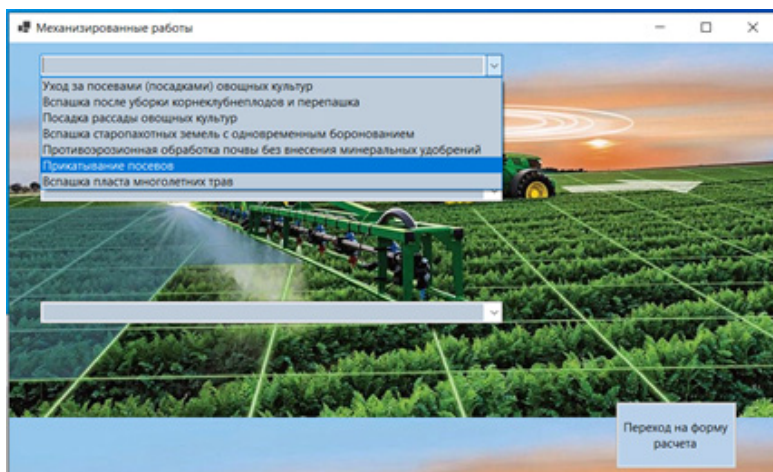 Механизированные работы
Уход за посевами (посадками) овощных культур
Вспашка после уборки корнеклубнеплодов и перепашка
Посадка рассады овощных культур
Вспашка старопахотных земель с одновременным боронованием
Противоэрозионная обработка почвы без внесения минеральных удобрений
Прикатывание посевов
Вспашка пласта многолетних трав
Переход на форму
расчета